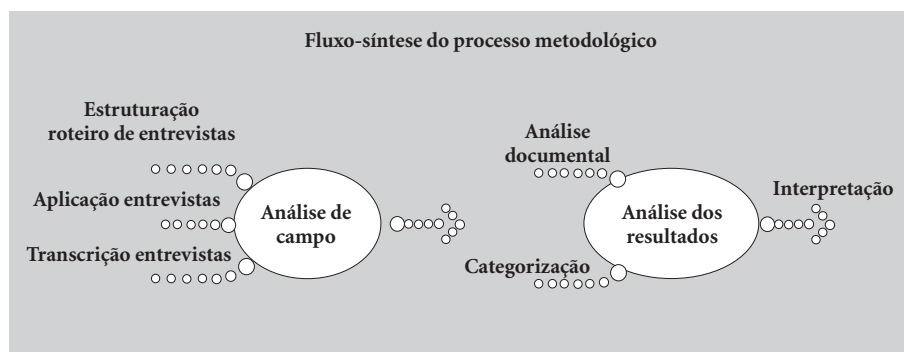 Fluxo-síntese do processo metodológico
Estruturação
roteiro de entrevistas
Aplicação entrevistas
Transcrição entrevistas
Análise de
campo
Análise
documental
Categorização
Análise dos
resultados
Interpretação